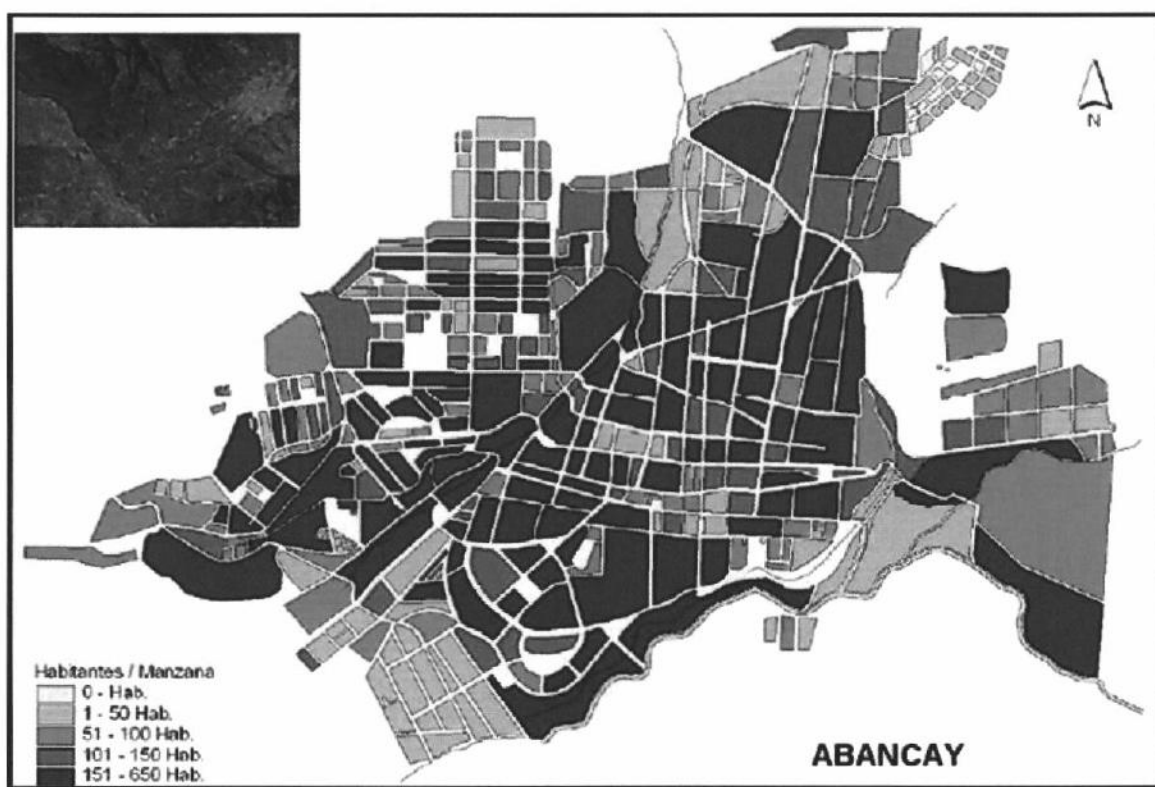 N
Habitantes / Manzana
0 - Hab.
1 - 50 Hab.
51 - 100 Hab.
101 - 150 Hab.
151 - 650 Hab.
ABANCAY